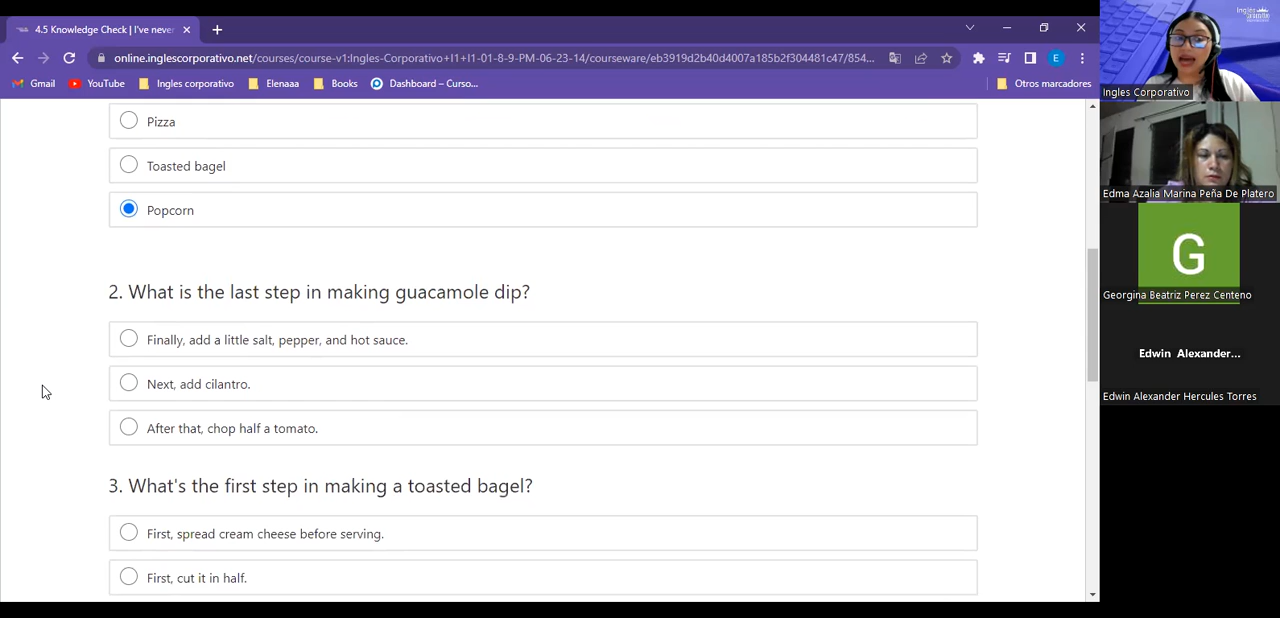 4.5 Knowledge Check | I've never
online.inglescorporativo.net/courses/course-v1:Ingles-Corporativo+I1+I1-01-8-9-PM-06-23-14/courseware/eb3919d2b40d4007a185b2f304481c47/854...
E
Gmail
YouTube
Ingles corporativo
Elenaaa
Books
Dashboard – Curso...
Otros marcadores
Pizza
Toasted bagel
Popcorn
2. What is the last step in making guacamole dip?
Finally, add a little salt, pepper, and hot sauce.
Next, add cilantro.
After that, chop half a tomato.
3. What's the first step in making a toasted bagel?
First, spread cream cheese before serving.
First, cut it in half.
Ingles Corporativo
Edma Azalia Marina Peña De Platero
G
Georgina Beatriz Perez Centeno
Edwin Alexander...
Edwin Alexander Hercules Torres